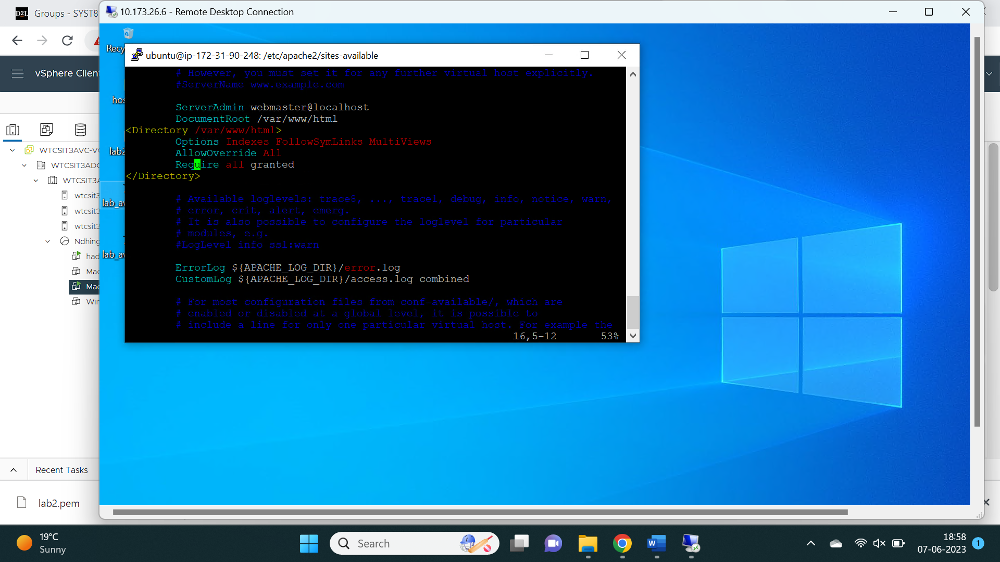 Groups - SYST8
10.173.26.6 - Remote Desktop Connection
vSphere Client
Recy
hos
lab2
lab_aw
lab_aw
ubuntu@ip-172-31-90-248: /etc/apache2/sites-available
# However, you must set it for any further virtual host explicitly.
#ServerName www.example.com
ServerAdmin webmaster@localhost
DocumentRoot /var/www/html
<Directory /var/www/html>
Options Indexes FollowSymLinks MultiViews
AllowOverride All
Require all granted
</Directory>
# Available loglevels: trace8, ..., trace1, debug, info, notice, warn,
# error, crit, alert, emerg.
# It is also possible to configure the loglevel for particular
# modules, e.g.
#LogLevel info ssl:warn
ErrorLog ${APACHE_LOG_DIR}/error.log
CustomLog ${APACHE_LOG_DIR}/access.log combined
# For most configuration files from conf-available/, which are
# enabled or disabled at a global level, it is possible to
# include a line for only one particular virtual host. For example the
16,5-12 53%
WTCSIT3AVC-VC
WTCSIT3ADC
WTCSIT3A
wtcsit3
wtcsit3
wtcsit3
Ndhing
had
Mac
Mac
Win
Recent Tasks
lab2.pem
19°C
Sunny
Search
18:58
07-06-2023
1